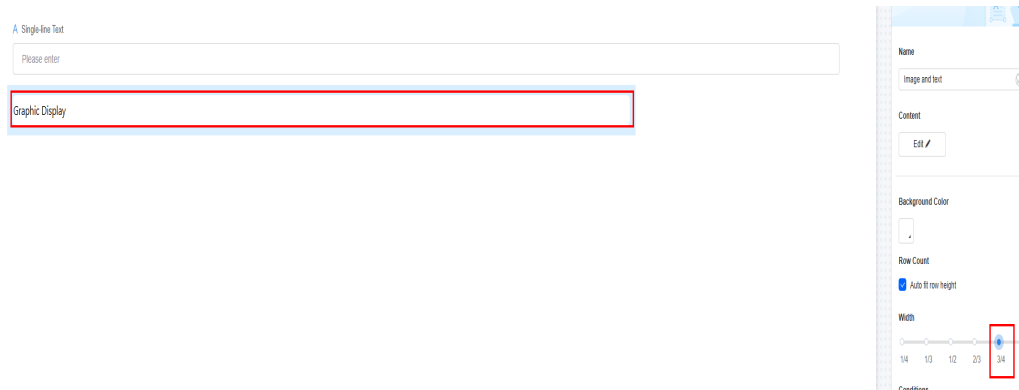 A Single-line Text
Please enter
Graphic Display
Name
Image and text
Content
Edit
Background Color
Row Count
Auto fit row height
Width
1/4 1/3 1/2 2/3 3/4
Conditions